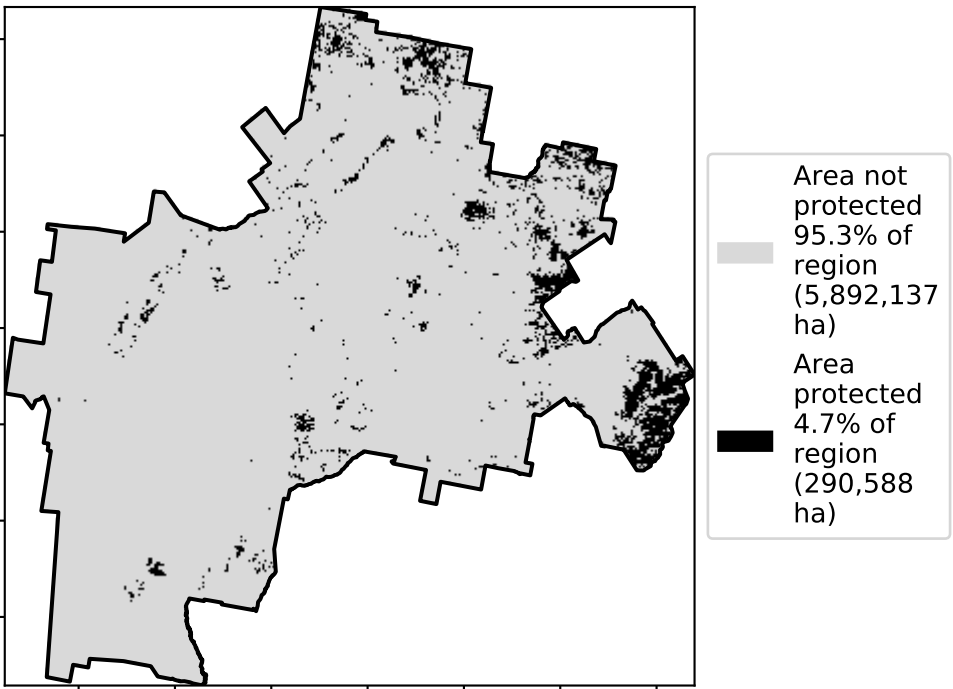 Area not
protected
95.3% of
region
(5,892,137
ha)
Area
protected
4.7% of
region
(290,588
ha)